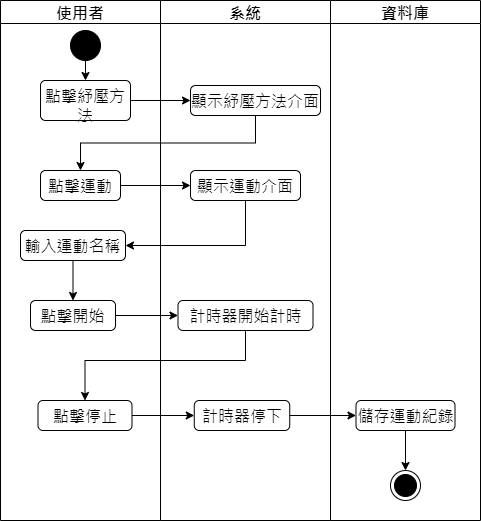 使用者
系統
資料庫
點擊紓壓方
法
顯示紓壓方法介面
點擊運動
顯示運動介面
輸入運動名稱
點擊開始
計時器開始計時
點擊停止
計時器停下
儲存運動紀錄